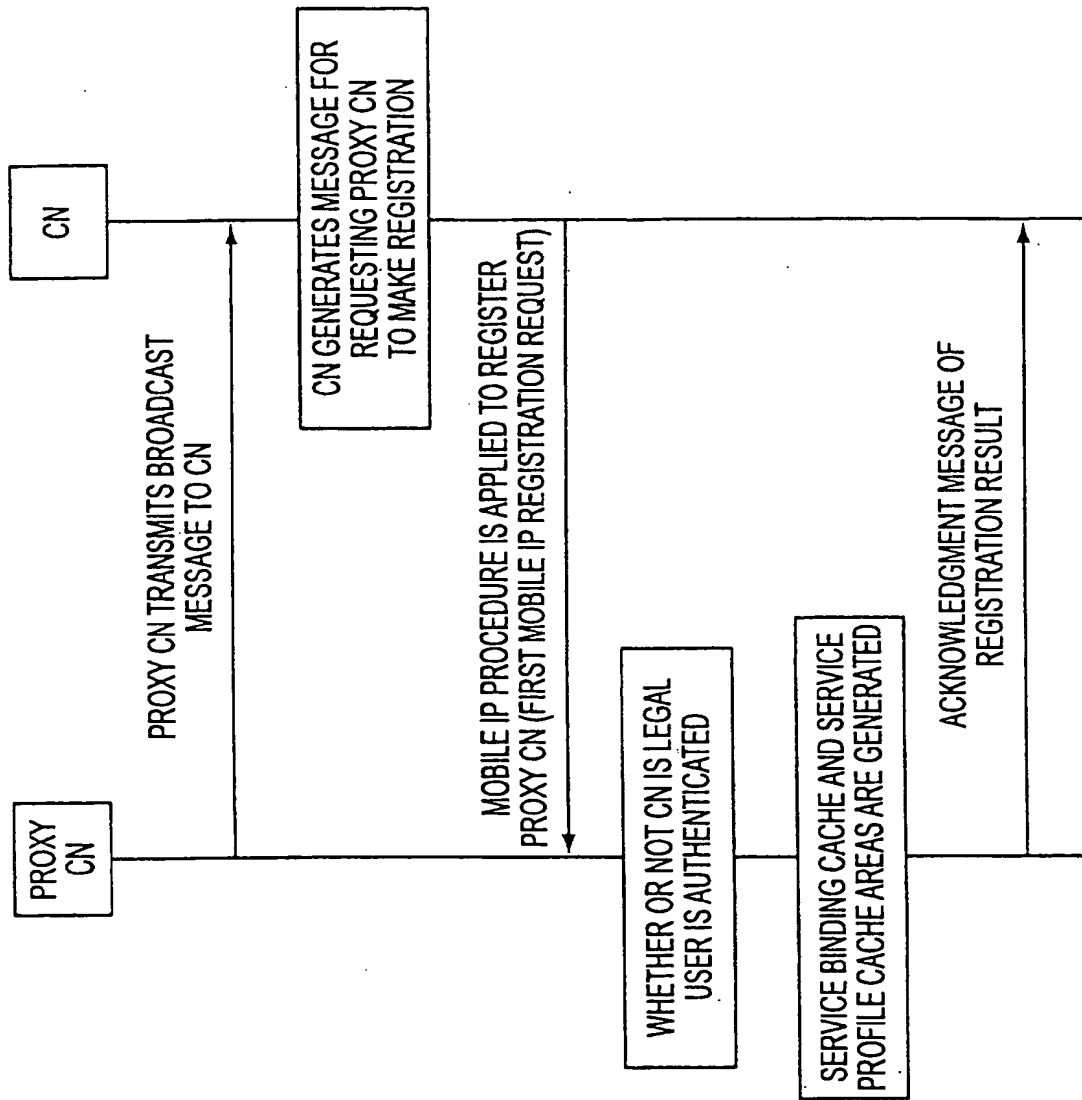 PROXY
CN
CN
PROXY CN TRANSMITS BROADCAST
MESSAGE TO CN
CN GENERATES MESSAGE FOR
REQUESTING PROXY CN
TO MAKE REGISTRATION
MOBILE IP PROCEDURE IS APPLIED TO REGISTER
PROXY CN (FIRST MOBILE IP REGISTRATION REQUEST)
WHETHER OR NOT CN IS LEGAL
USER IS AUTHENTICATED
SERVICE BINDING CACHE AND SERVICE
PROFILE CACHE AREAS ARE GENERATED
ACKNOWLEDGMENT MESSAGE OF
REGISTRATION RESULT